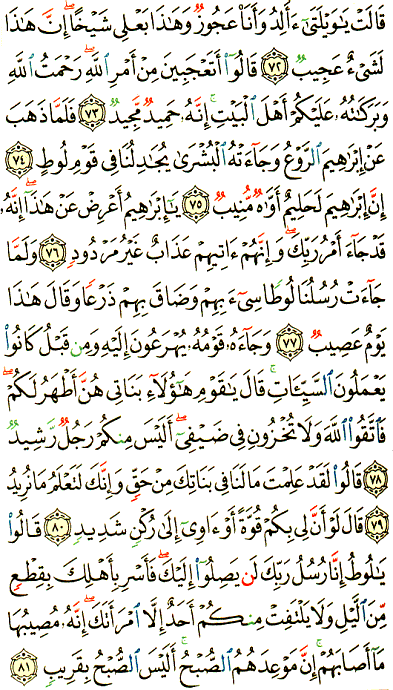 قَالَتْ يَٰوَيْلَتَىٰٓ ءَأَلِدُ وَأَنَا۠ عَجُوزٌ وَهَٰذَا بَعْلِى شَيْخًا ۖ إِنَّ هَٰذَا
لَشَىْءٌ عَجِيبٌ ٧٢ قَالُوٓا۟ أَتَعْجَبِينَ مِنْ أَمْرِ ٱللَّهِ ۖ رَحْمَتُ ٱللَّهِ
وَبَرَكَٰتُهُۥ عَلَيْكُمْ أَهْلَ ٱلْبَيْتِ ۚ إِنَّهُۥ حَمِيدٌ مَّجِيدٌ ٧٣ فَلَمَّا ذَهَبَ
عَنْ إِبْرَٰهِيمَ ٱلرَّوْعُ وَجَآءَتْهُ ٱلْبُشْرَىٰ يُجَٰدِلُنَا فِى قَوْمِ لُوطٍ ٧٤
إِنَّ إِبْرَٰهِيمَ لَحَلِيمٌ أَوَّٰهٌ مُّنِيبٌ ٧٥ يَٰٓإِبْرَٰهِيمُ أَعْرِضْ عَنْ هَٰذَآ ۖ إِنَّهُۥ
قَدْ جَآءَ أَمْرُ رَبِّكَ ۖ وَإِنَّهُمْ ءَاتِيهِمْ عَذَابٌ غَيْرُ مَرْدُودٍ ٧٦ وَلَمَّا
جَآءَتْ رُسُلُنَا لُوطًا سِىٓءَ بِهِمْ وَضَاقَ بِهِمْ ذَرْعًا وَقَالَ هَٰذَا
يَوْمٌ عَصِيبٌ ٧٧ وَجَآءَهُۥ قَوْمُهُۥ يُهْرَعُونَ إِلَيْهِ وَمِن قَبْلُ كَانُوا۟
يَعْمَلُونَ ٱلسَّيِّـَٔاتِ ۚ قَالَ يَٰقَوْمِ هَٰٓؤُلَآءِ بَنَاتِى هُنَّ أَطْهَرُ لَكُمْ ۖ
فَٱتَّقُوا۟ ٱللَّهَ وَلَا تُخْزُونِ فِى ضَيْفِىٓ ۖ أَلَيْسَ مِنكُمْ رَجُلٌ رَّشِيدٌ
٧٨ قَالُوا۟ لَقَدْ عَلِمْتَ مَا لَنَا فِى بَنَاتِكَ مِنْ حَقٍّ وَإِنَّكَ لَتَعْلَمُ مَا نُرِيدُ
٧٩ قَالَ لَوْ أَنَّ لِى بِكُمْ قُوَّةً أَوْ ءَاوِىٓ إِلَىٰ رُكْنٍ شَدِيدٍ ٨٠ قَالُوا۟
يَٰلُوطُ إِنَّا رُسُلُ رَبِّكَ لَن يَصِلُوٓا۟ إِلَيْكَ ۖ فَأَسْرِ بِأَهْلِكَ بِقِطْعٍ
مِّنَ ٱلَّيْلِ وَلَا يَلْتَفِتْ مِنكُمْ أَحَدٌ إِلَّا ٱمْرَأَتَكَ ۖ إِنَّهُۥ مُصِيبُهَا
مَآ أَصَابَهُمْ ۚ إِنَّ مَوْعِدَهُمُ ٱلصُّبْحُ ۚ أَلَيْسَ ٱلصُّبْحُ بِقَرِيبٍ ٨١